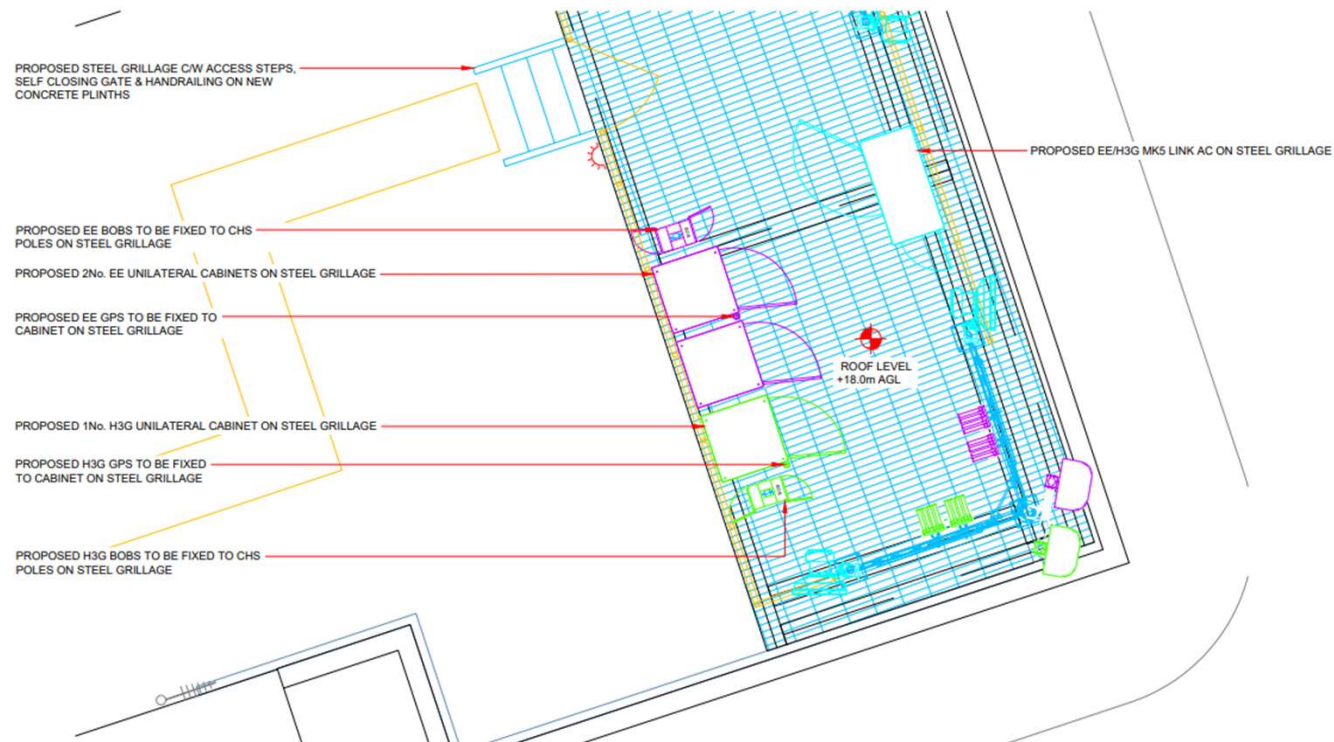 PROPOSED STEEL GRILLAGE C/W ACCESS STEPS,
SELF CLOSING GATE & HANDRAILING ON NEW
CONCRETE PLINTHS
PROPOSED EE/H3G MK5 LINK AC ON STEEL GRILLAGE
PROPOSED EE BOBS TO BE FIXED TO CHS
POLES ON STEEL GRILLAGE
PROPOSED 2No. EE UNILATERAL CABINETS ON STEEL GRILLAGE
PROPOSED EE GPS TO BE FIXED TO
CABINET ON STEEL GRILLAGE
ROOF LEVEL
+18.0m AGL
PROPOSED 1No. H3G UNILATERAL CABINET ON STEEL GRILLAGE
PROPOSED H3G GPS TO BE FIXED
TO CABINET ON STEEL GRILLAGE
PROPOSED H3G BOBS TO BE FIXED TO CHS
POLES ON STEEL GRILLAGE